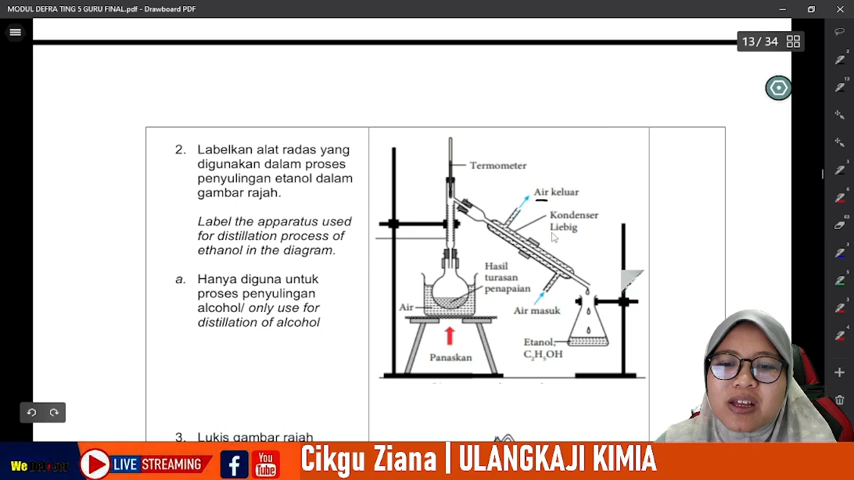 MODUL DEFRA TING 5 GURU FINAL.pdf - Drawboard PDF
13/34
2. Labelkan alat radas yang
digunakan dalam proses
penyulingan etanol dalam
gambar rajah.
Label the apparatus used
for distillation process of
ethanol in the diagram.
a. Hanya diguna untuk
proses penyulingan
alcohol/ only use for
distillation of alcohol
Termometer
Air keluar
Kondenser
Liebig
Hasil
turasan
penapaian
Air
Air masuk
Panaskan
Etanol,
C₂H₅OH
3. Lukis gambar rajah
LIVE STREAMING
You
Tube
Cikgu Ziana | ULANGKAJI KIMIA